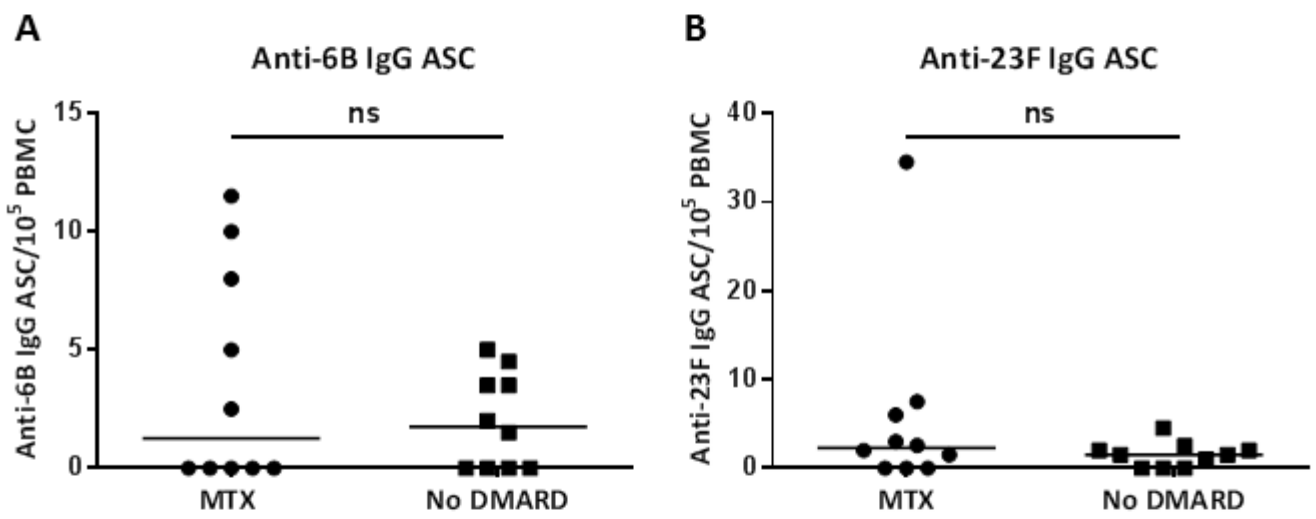 A
Anti-6B IgG ASC
ns
Anti-6B IgG ASC/10⁵ PBMC
15
10
5
0
MTX
No DMARD
B
Anti-23F IgG ASC
ns
Anti-23F IgG ASC/10⁵ PBMC
40
30
20
10
0
MTX
No DMARD